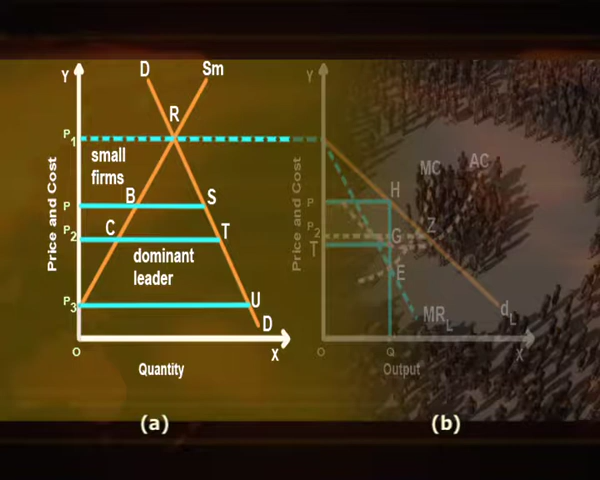 Y
D
Sm
R
P1
small
firms
B
S
P
C
T
P2
dominant
leader
P3
U
D
O
X
Price and Cost
Quantity
(a)
Y
MC
AC
H
P
P2
G
Z
T
E
MRL
dL
O
Q
X
Price and Cost
Output
(b)